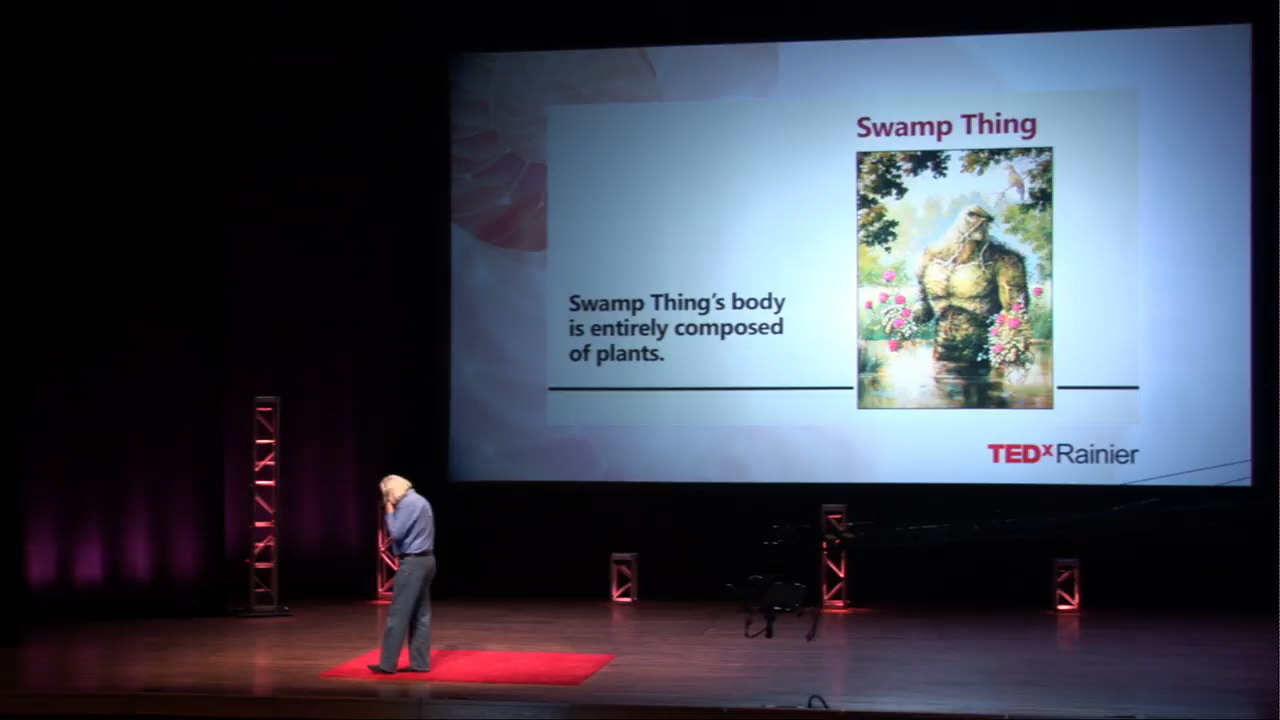 Swamp Thing
Swamp Thing's body
is entirely composed
of plants.
TEDxRainier